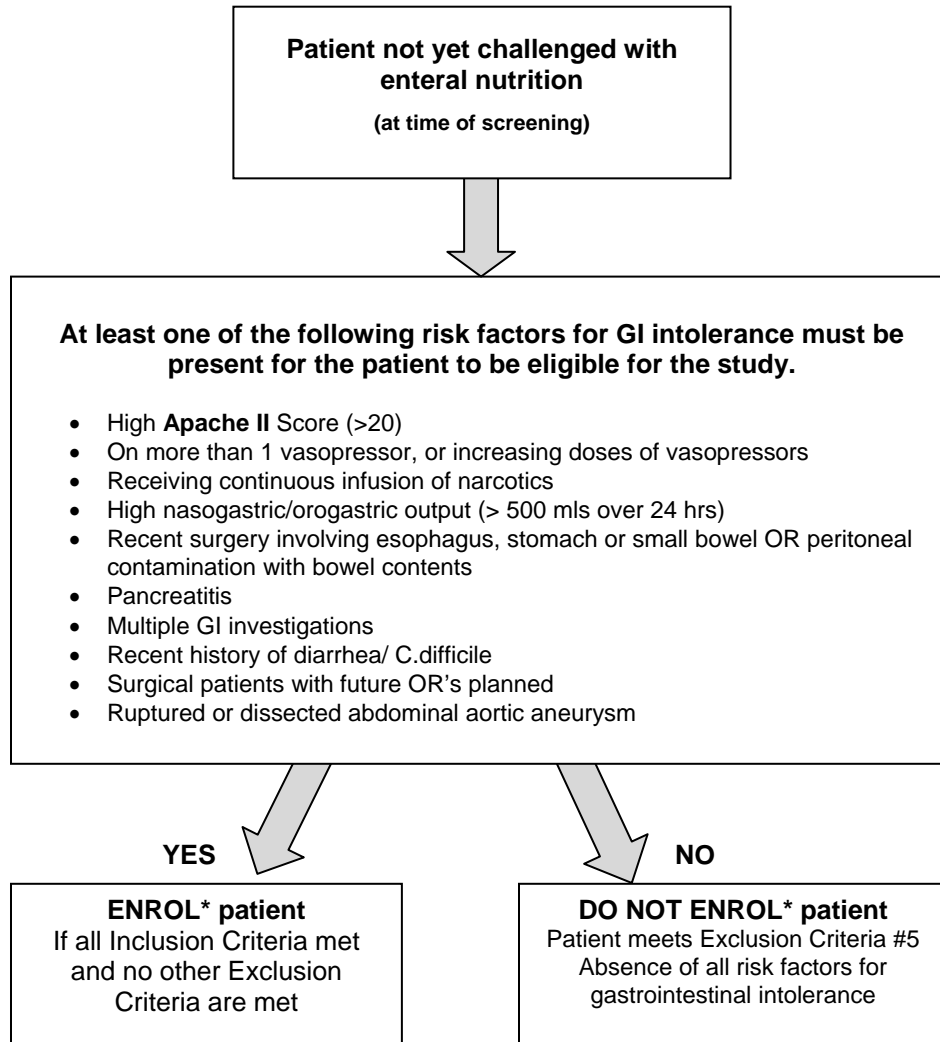 Patient not yet challenged with
enteral nutrition
(at time of screening)
At least one of the following risk factors for GI intolerance must be
present for the patient to be eligible for the study.
• High Apache II Score (>20)
• On more than 1 vasopressor, or increasing doses of vasopressors
• Receiving continuous infusion of narcotics
• High nasogastric/orogastric output (> 500 mls over 24 hrs)
• Recent surgery involving esophagus, stomach or small bowel OR peritoneal
contamination with bowel contents
• Pancreatitis
• Multiple GI investigations
• Recent history of diarrhea/ C.difficile
• Surgical patients with future OR's planned
• Ruptured or dissected abdominal aortic aneurysm
YES
NO
ENROL* patient
If all Inclusion Criteria met
and no other Exclusion
Criteria are met
DO NOT ENROL* patient
Patient meets Exclusion Criteria #5
Absence of all risk factors for
gastrointestinal intolerance